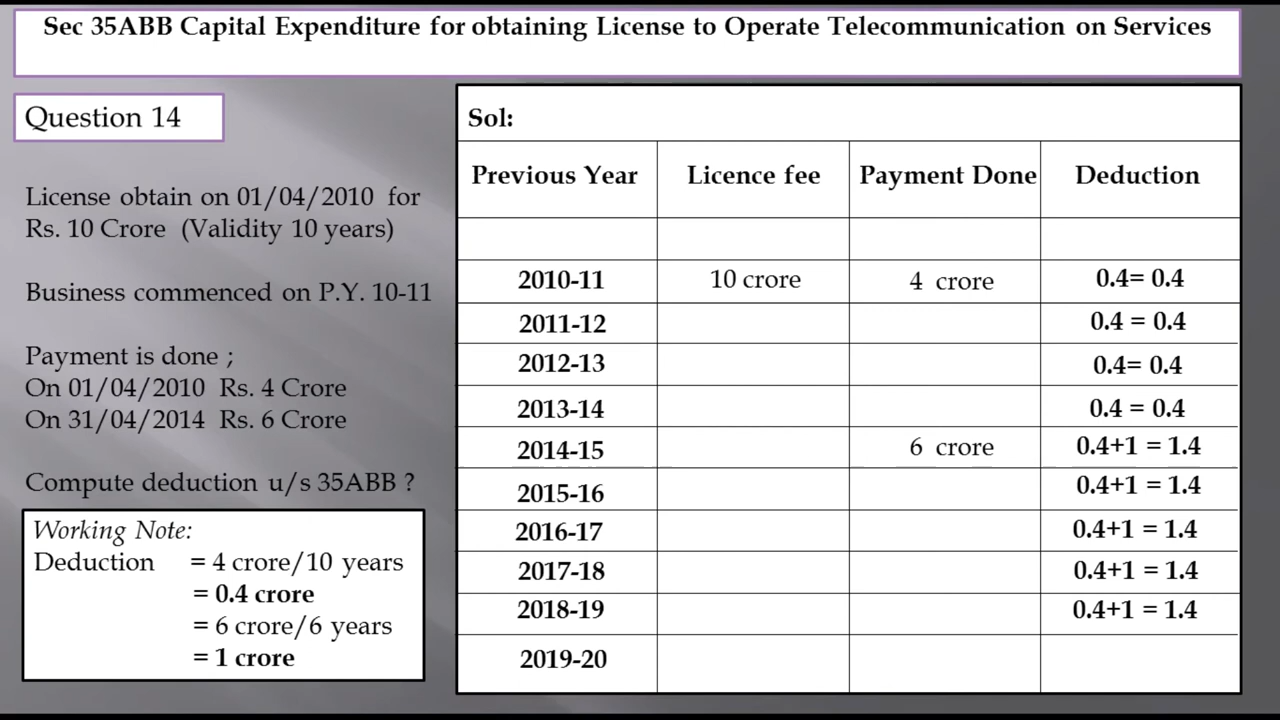 Sec 35ABB Capital Expenditure for obtaining License to Operate Telecommunication on Services
Question 14
License obtain on 01/04/2010 for
Rs. 10 Crore (Validity 10 years)
Business commenced on P.Y. 10-11
Payment is done ;
On 01/04/2010 Rs. 4 Crore
On 31/04/2014 Rs. 6 Crore
Compute deduction u/s 35ABB ?
Working Note:
Deduction = 4 crore/10 years
= 0.4 crore
= 6 crore/6 years
= 1 crore
Sol:
Previous Year Licence fee Payment Done Deduction
2010-11 10 crore 4 crore 0.4= 0.4
2011-12 0.4 = 0.4
2012-13 0.4= 0.4
2013-14 0.4 = 0.4
2014-15 6 crore 0.4+1 = 1.4
2015-16 0.4+1 = 1.4
2016-17 0.4+1 = 1.4
2017-18 0.4+1 = 1.4
2018-19 0.4+1 = 1.4
2019-20